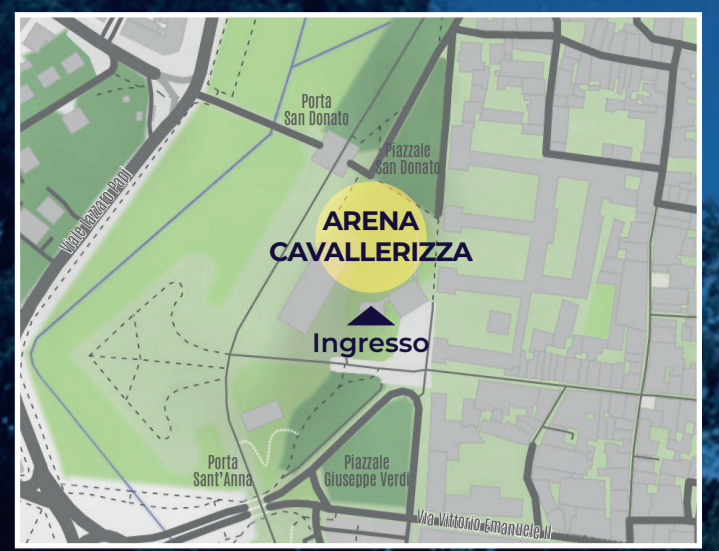 Porta
San Donato
Piazzale
San Donato
Viale Lazzaro Papi
ARENA
CAVALLERIZZA
Ingresso
Porta
Sant'Anna
Piazzale
Giuseppe Verdi
Via Vittorio Emanuele II